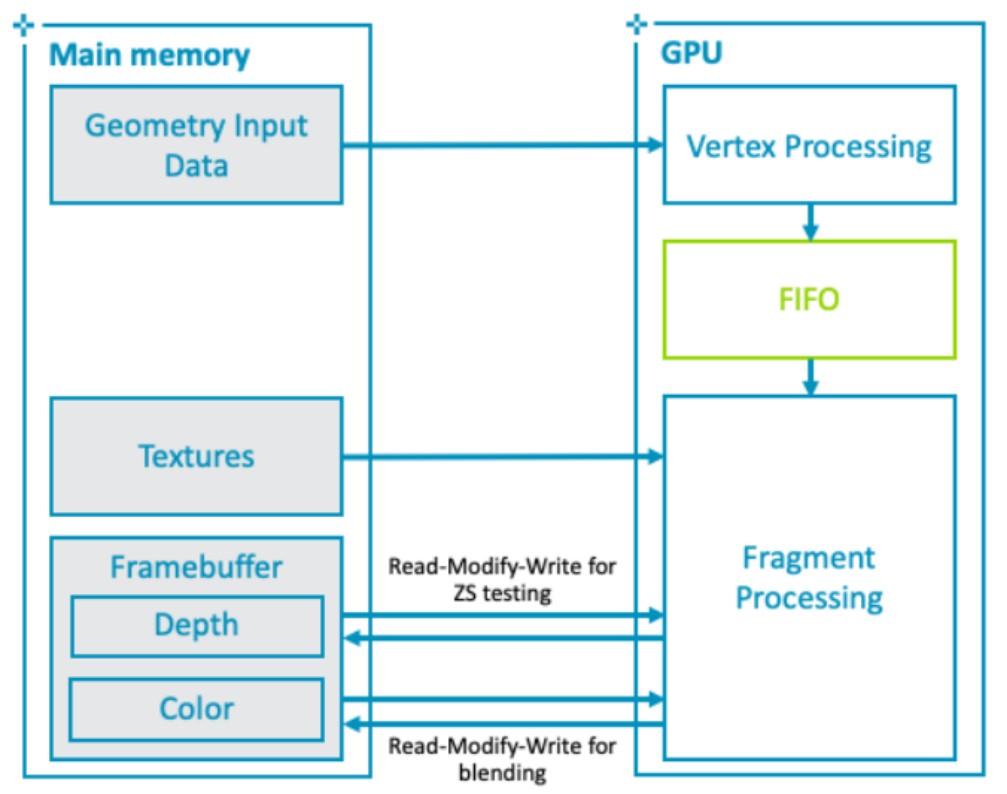 Main memory
GPU
Geometry Input
Data
Vertex Processing
FIFO
Textures
Framebuffer
Depth
Color
Read-Modify-Write for
ZS testing
Read-Modify-Write for
blending
Fragment
Processing